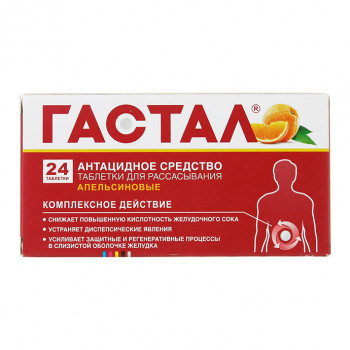 ГАСТАЛ®
24
ТАБЛЕТКИ
АНТАЦИДНОЕ СРЕДСТВО
ТАБЛЕТКИ ДЛЯ РАССАСЫВАНИЯ
АПЕЛЬСИНОВЫЕ
КОМПЛЕКСНОЕ ДЕЙСТВИЕ
• СНИЖАЕТ ПОВЫШЕННУЮ КИСЛОТНОСТЬ ЖЕЛУДОЧНОГО СОКА
• УСТРАНЯЕТ ДИСПЕПСИЧЕСКИЕ ЯВЛЕНИЯ
• УСИЛИВАЕТ ЗАЩИТНЫЕ И РЕГЕНЕРАТИВНЫЕ ПРОЦЕССЫ
В СЛИЗИСТОЙ ОБОЛОЧКЕ ЖЕЛУДКА